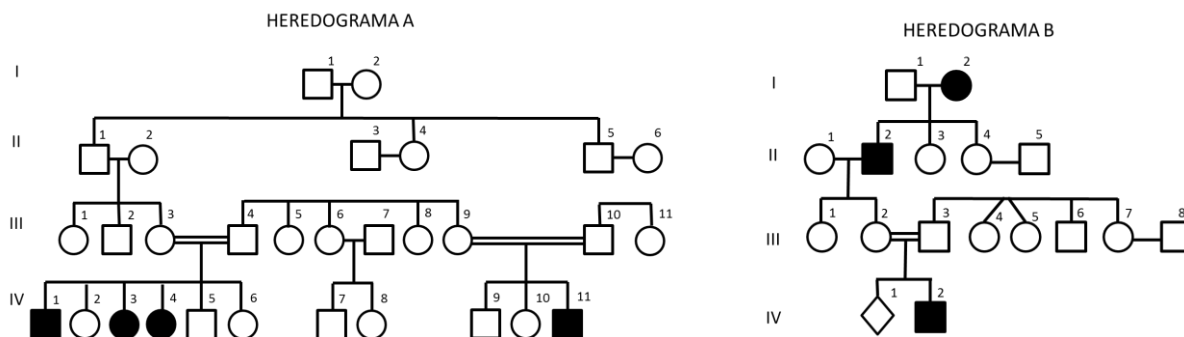 HEREDOGRAMA A
I
1 2
II
1 2 3 4 5 6
III
1 2 3 4 5 6 7 8 9 10 11
IV
1 2 3 4 5 6 7 8 9 10 11
HEREDOGRAMA B
I
1 2
II
1 2 3 4 5
III
1 2 3 4 5 6 7 8
IV
1 2